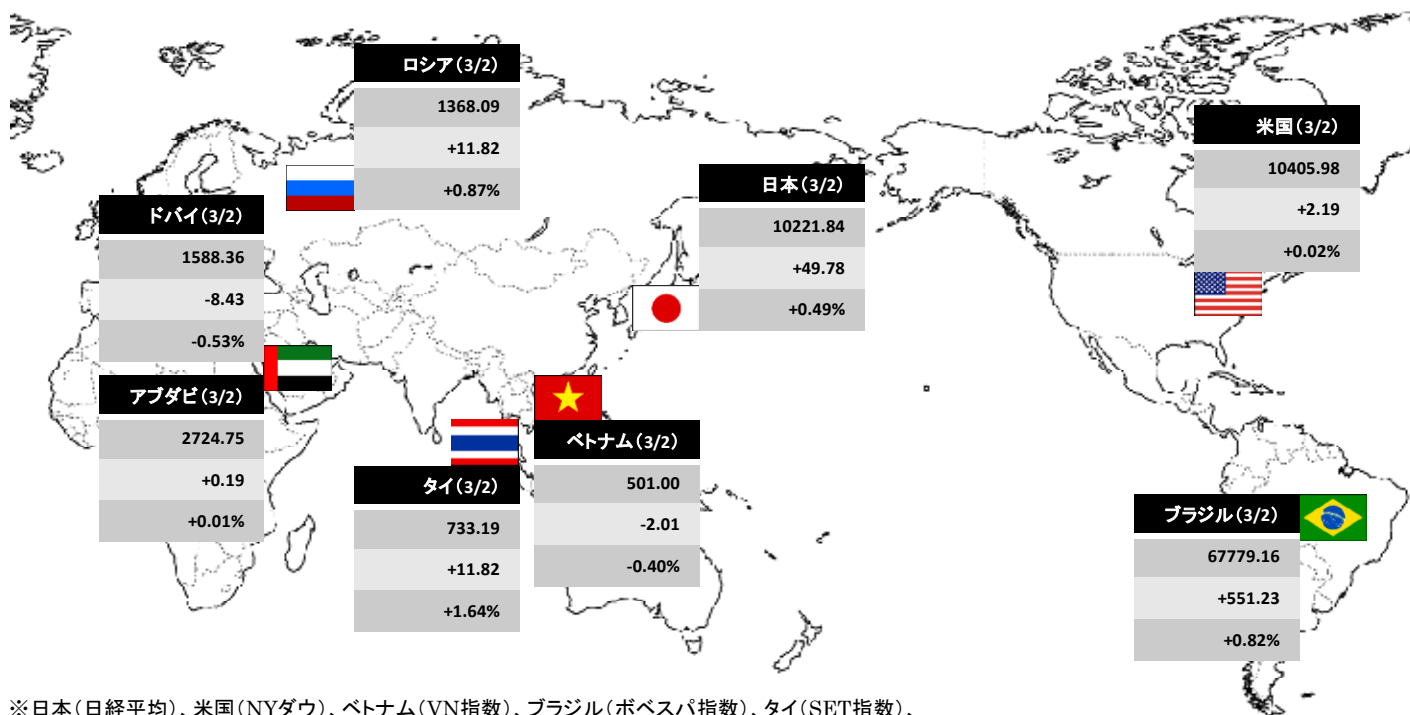 ロシア(3/2)
1368.09
+11.82
+0.87%
米国(3/2)
10405.98
+2.19
+0.02%
日本(3/2)
10221.84
+49.78
+0.49%
ドバイ(3/2)
1588.36
-8.43
-0.53%
アブダビ(3/2)
2724.75
+0.19
+0.01%
ベトナム(3/2)
501.00
-2.01
-0.40%
タイ(3/2)
733.19
+11.82
+1.64%
ブラジル(3/2)
67779.16
+551.23
+0.82%
※日本(日経平均)、米国(NYダウ)、ベトナム(VN指数)、ブラジル(ボベスパ指数)、タイ(SET指数)、